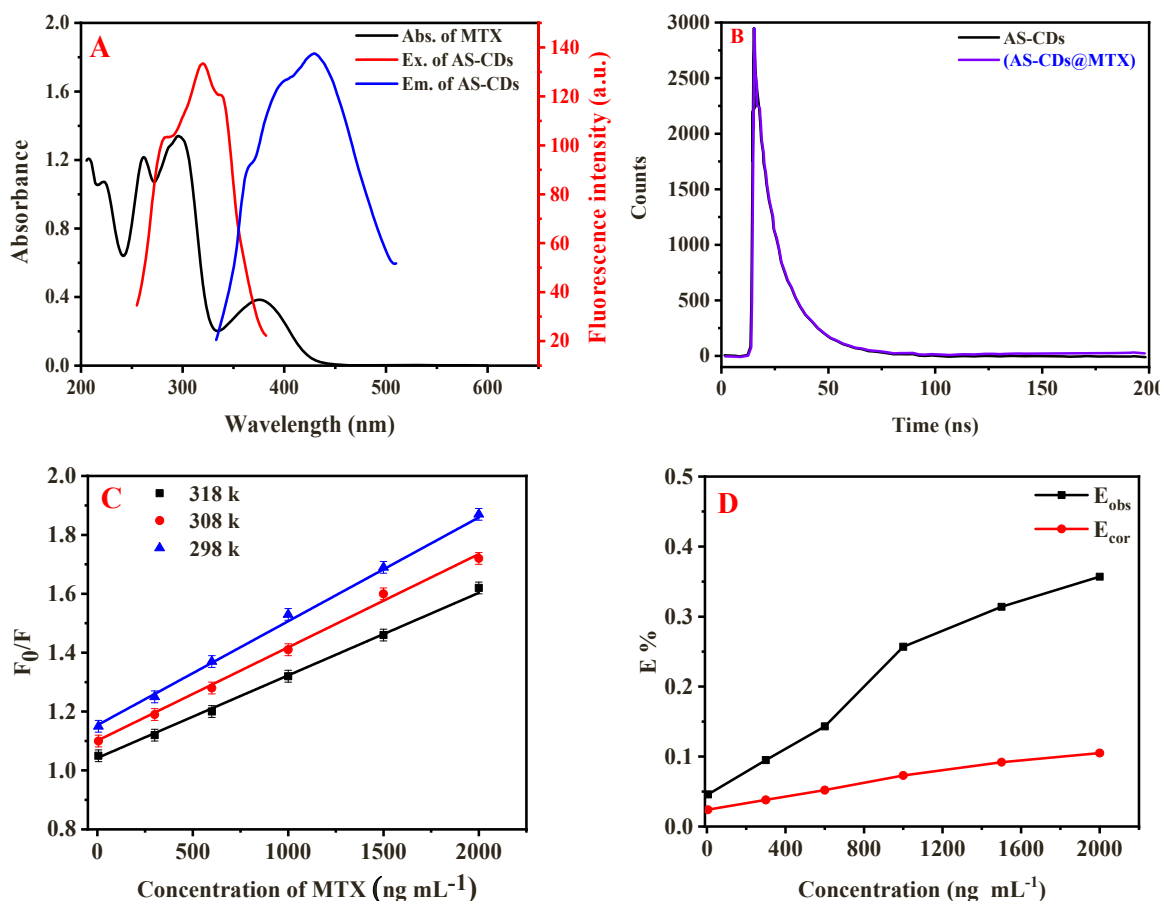 A
Abs. of MTX
Ex. of AS-CDs
Em. of AS-CDs
2.0
1.6
1.2
0.8
0.4
0.0
Absorbance
200
300
400
500
600
Wavelength (nm)
140
120
100
80
60
40
20
Fluorescence intensity (a.u.)
B
AS-CDs
(AS-CDs@MTX)
3000
2500
2000
1500
1000
500
0
Counts
0
50
100
150
200
Time (ns)
C
318 k
308 k
298 k
2.0
1.8
1.6
1.4
1.2
1.0
0.8
F0/F
0
500
1000
1500
2000
Concentration of MTX (ng mL-1)
D
Eobs
Ecor
0.5
0.4
0.3
0.2
0.1
0.0
E %
0
400
800
1200
1600
2000
Concentration (ng mL-1)